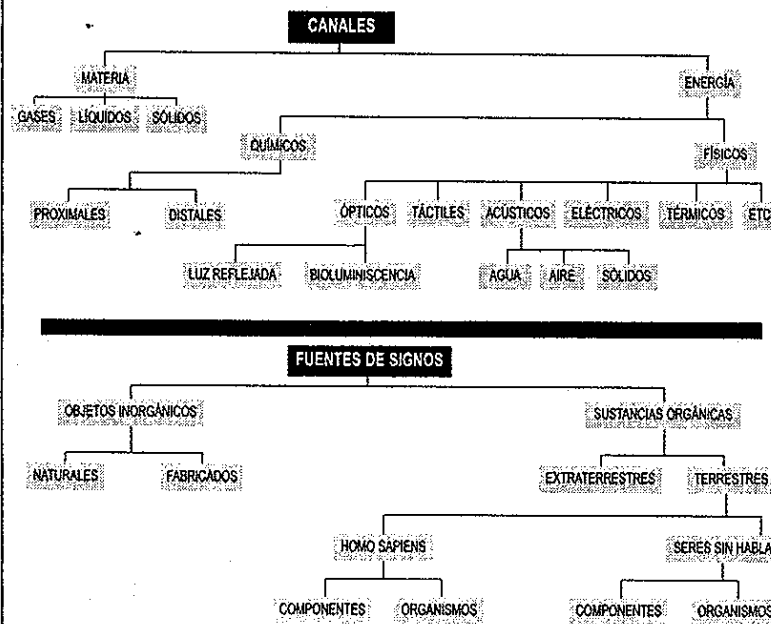 CANALES
MATERIA ENERGÍA
GASES LÍQUIDOS SÓLIDOS
QUÍMICOS FÍSICOS
PROXIMALES DISTALES ÓPTICOS TÁCTILES ACÚSTICOS ELÉCTRICOS TÉRMICOS ETC
LUZ REFLEJADA BIOLUMINISCENCIA AGUA AIRE SÓLIDOS
FUENTES DE SIGNOS
OBJETOS INORGÁNICOS SUSTANCIAS ORGÁNICAS
NATURALES FABRICADOS EXTRATERRESTRES TERRESTRES
HOMO SAPIENS SERES SIN HABLA
COMPONENTES ORGANISMOS COMPONENTES ORGANISMOS